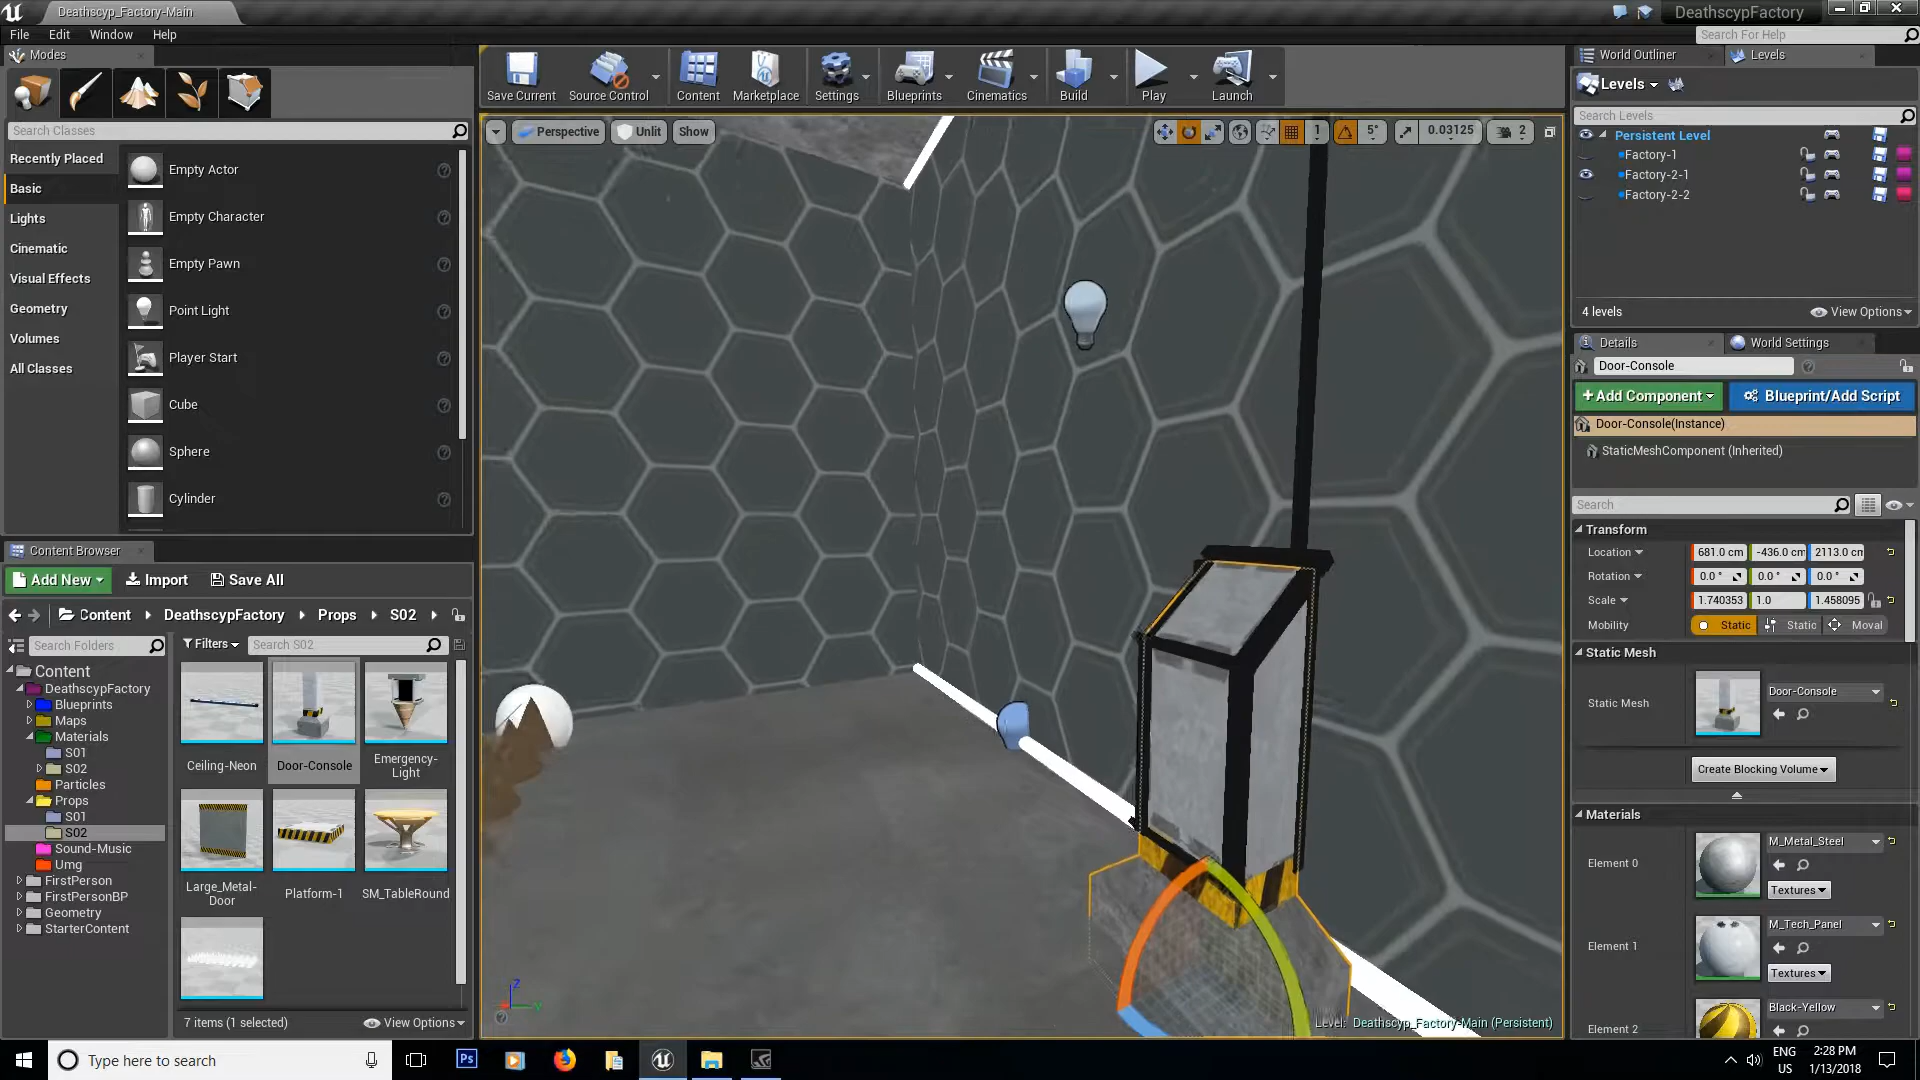 Deathscyp_Factory-Main
DeathscypFactory
File Edit Window Help
Search For Help
Modes
Search Classes
Recently Placed
Basic
Lights
Cinematic
Visual Effects
Geometry
Volumes
All Classes
Empty Actor
Empty Character
Empty Pawn
Point Light
Player Start
Cube
Sphere
Cylinder
Save Current
Source Control
Content
Marketplace
Settings
Blueprints
Cinematics
Build
Play
Launch
Perspective
Unlit
Show
1
5°
0.03125
2
Level: Deathscyp_Factory-Main (Persistent)
Z
Y
Content Browser
Add New
Import
Save All
Content
DeathscypFactory
Props
S02
Search Folders
Filters
Search S02
Content
DeathscypFactory
Blueprints
Maps
Materials
S01
S02
Particles
Props
S01
S02
Sound-Music
Umg
FirstPerson
FirstPersonBP
Geometry
StarterContent
Ceiling-Neon
Door-Console
Emergency-
Light
Large_Metal-
Door
Platform-1
SM_TableRound
7 items (1 selected)
View Options
World Outliner
Levels
Levels
Search Levels
Persistent Level
Factory-1
Factory-2-1
Factory-2-2
4 levels
View Options
Details
World Settings
Door-Console
+Add Component
Blueprint/Add Script
Door-Console(Instance)
StaticMeshComponent (Inherited)
Search
Transform
Location 681.0 cm -436.0 cm 2113.0 cm
Rotation 0.0 ° 0.0 ° 0.0 °
Scale 1.740353 1.0 1.458095
Mobility Static Static Moval
Static Mesh
Static Mesh
Door-Console
Create Blocking Volume
Materials
Element 0
M_Metal_Steel
Textures
Element 1
M_Tech_Panel
Textures
Element 2
Black-Yellow
Type here to search
Ps
ENG
US
2:28 PM
1/13/2018